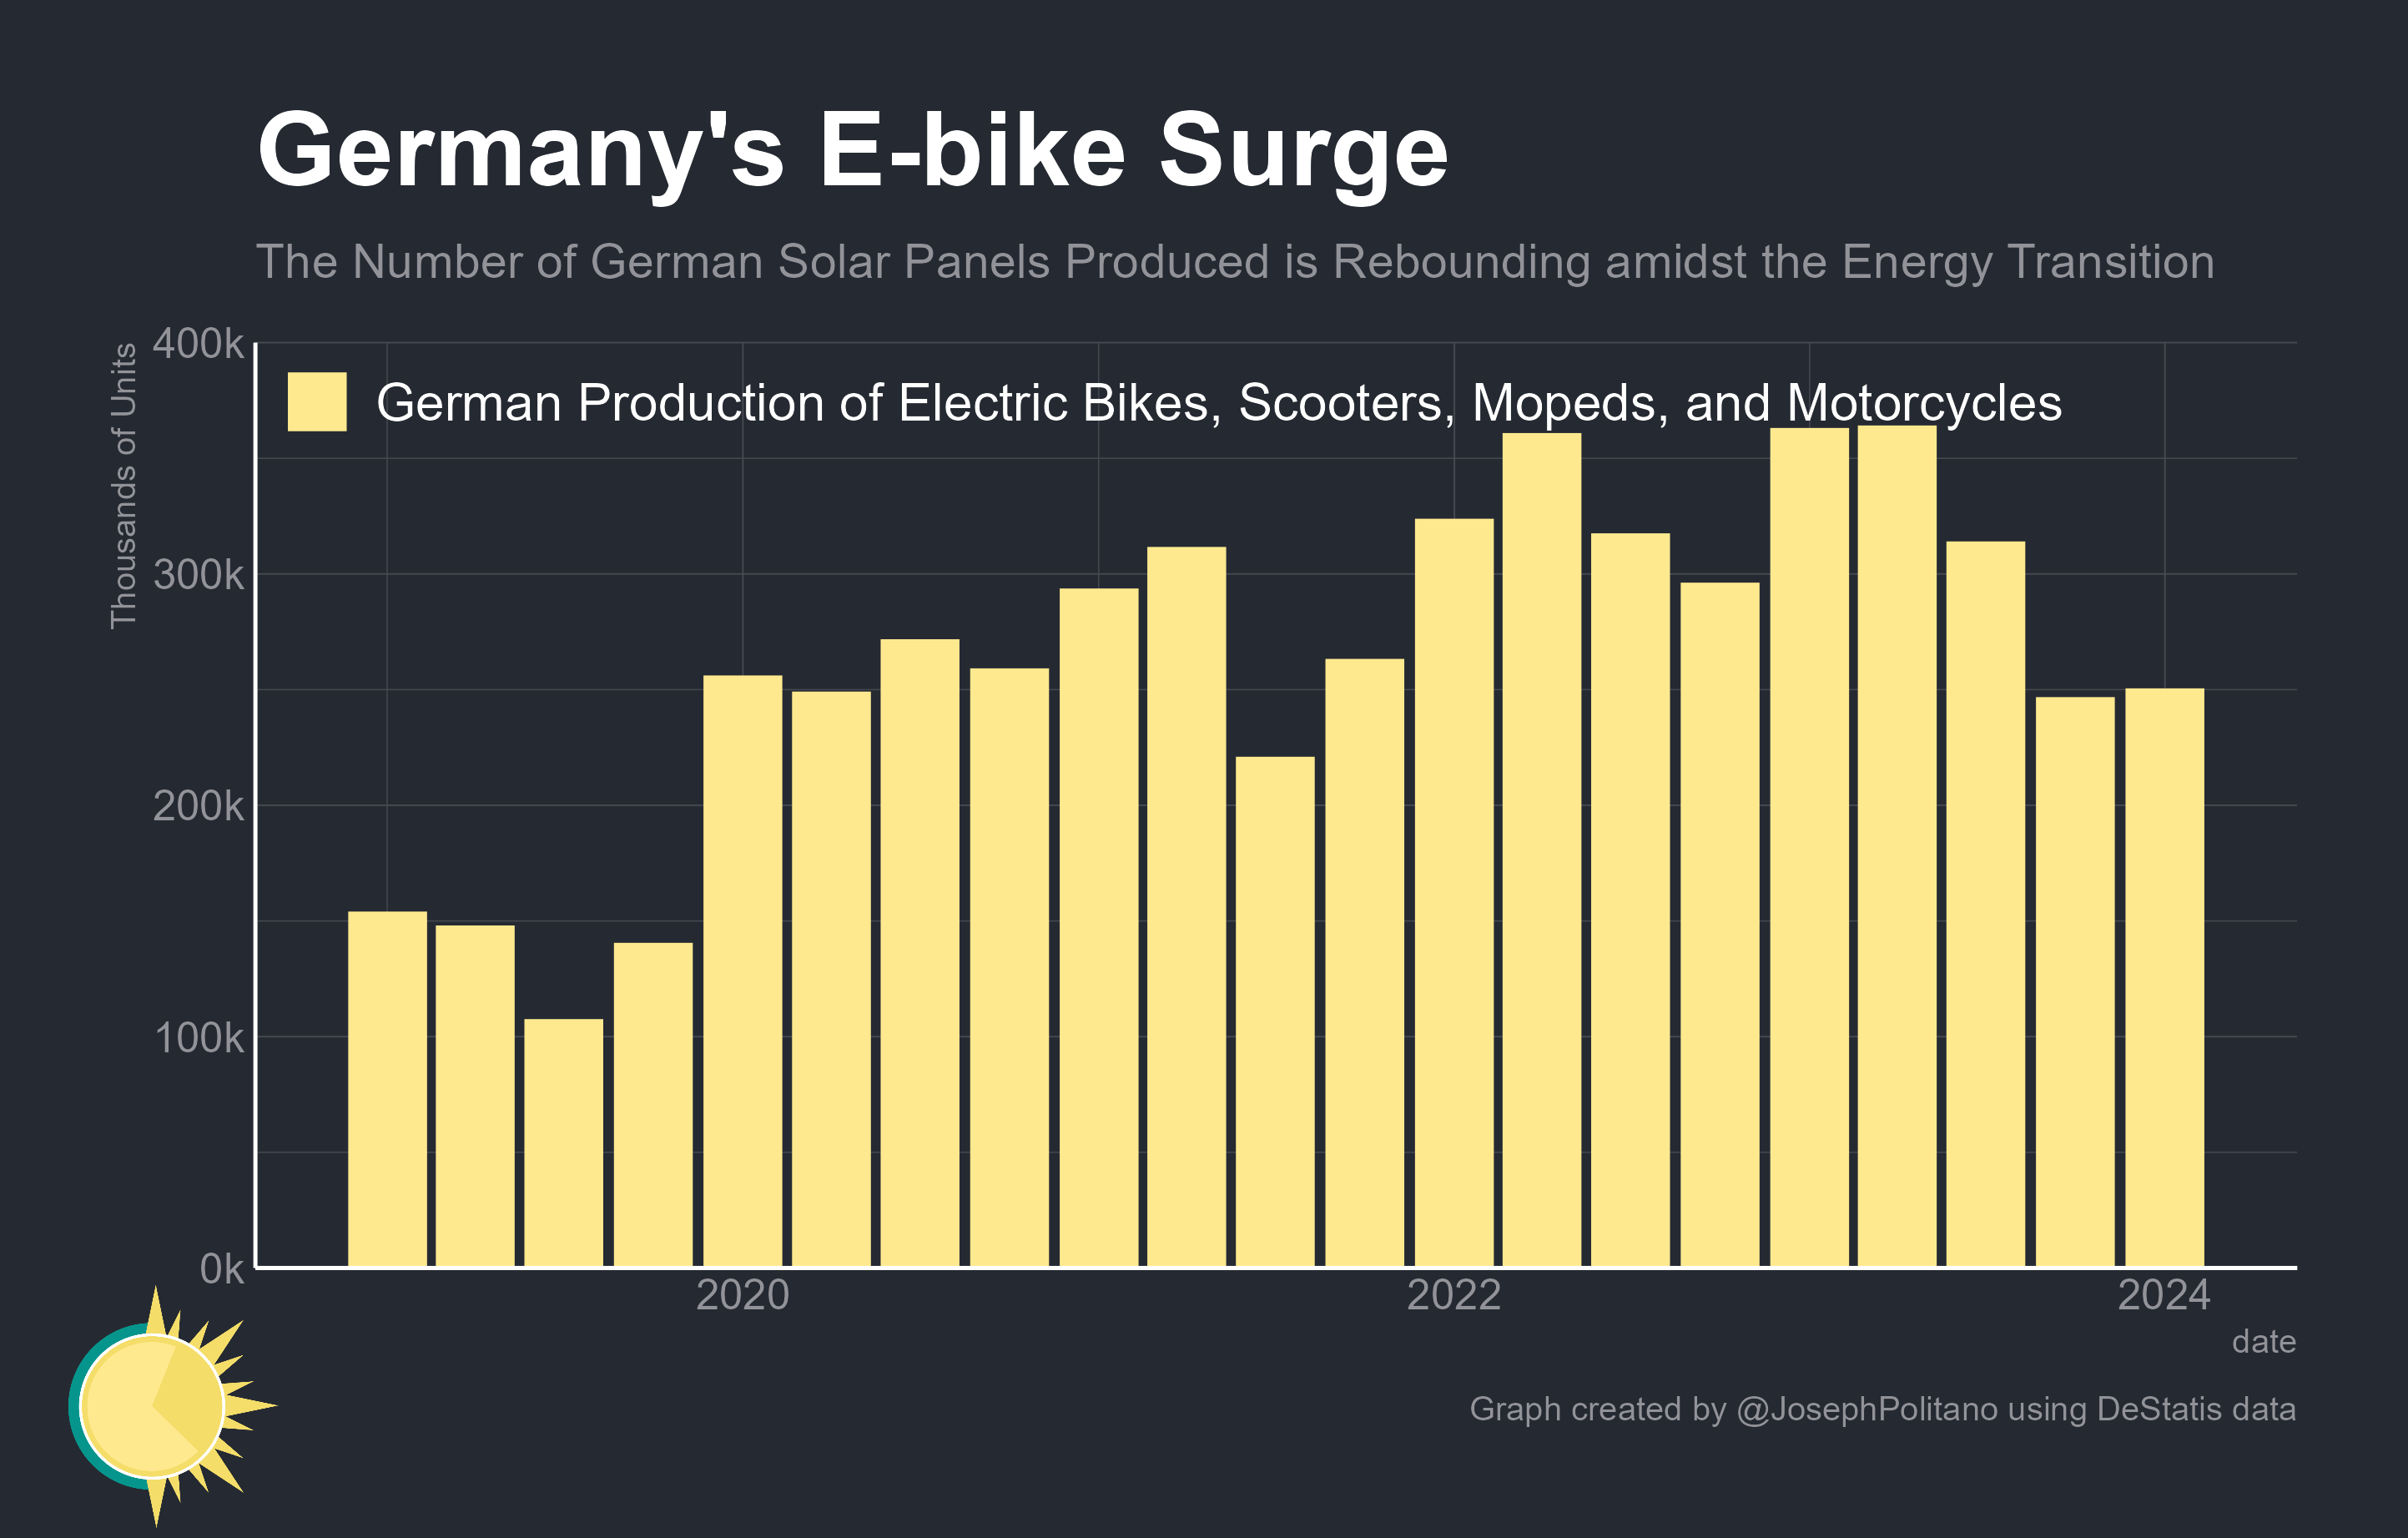 Germany's E-bike Surge
The Number of German Solar Panels Produced is Rebounding amidst the Energy Transition
Thousands of Units
400k
300k
200k
100k
0k
German Production of Electric Bikes, Scooters, Mopeds, and Motorcycles
2020
2022
2024
date
Graph created by @JosephPolitano using DeStatis data